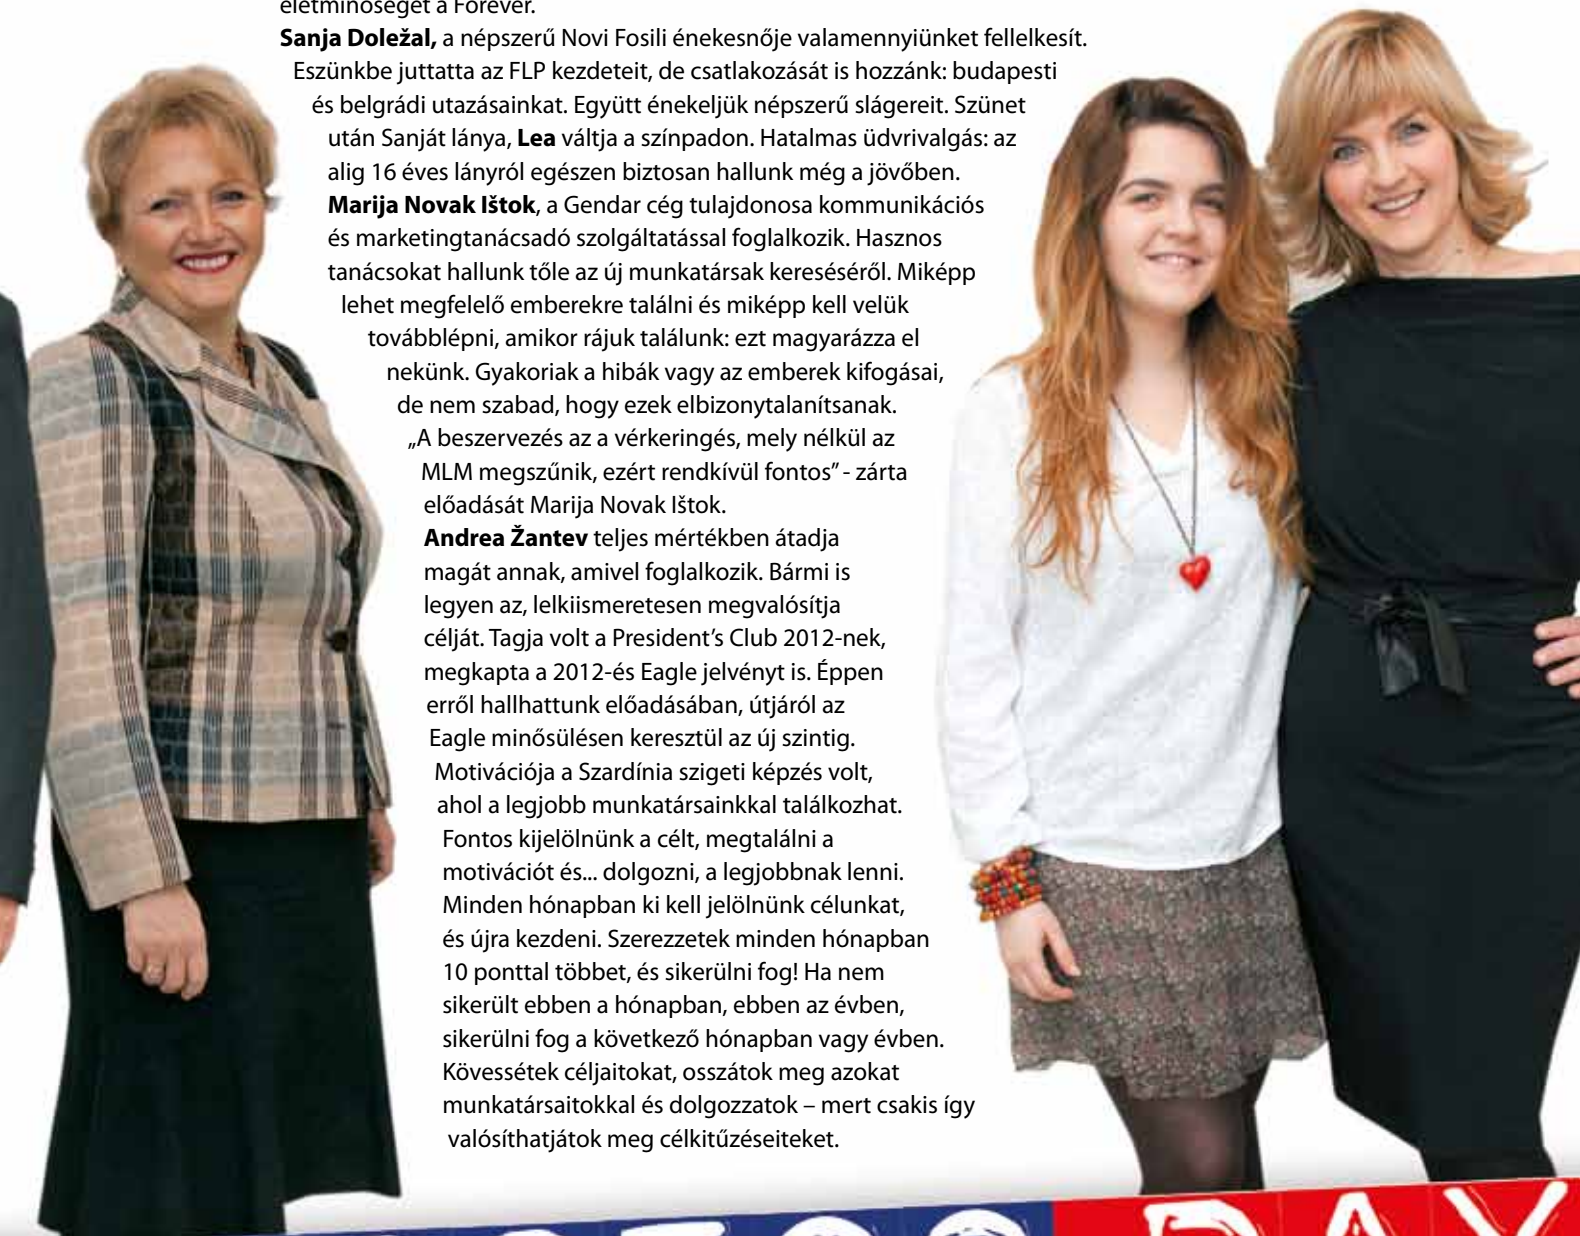 életminőségét a Forever.
Sanja Doležal, a népszerű Novi Fosili énekesnője valamennyiünket fellelkesít.
Eszünkbe juttatta az FLP kezdeteit, de csatlakozását is hozzánk: budapesti
és belgrádi utazásainkat. Együtt énekeljük népszerű slágereit. Szünet
után Sanját lánya, Lea váltja a színpadon. Hatalmas üdvrivalgás: az
alig 16 éves lányról egészen biztosan hallunk még a jövőben.
Marija Novak Ištok, a Gendar cég tulajdonosa kommunikációs
és marketingtanácsadó szolgáltatással foglalkozik. Hasznos
tanácsokat hallunk tőle az új munkatársak kereséséről. Miképp
lehet megfelelő emberekre találni és miképp kell velük
továbblépni, amikor rájuk találunk: ezt magyarázza el
nekünk. Gyakoriak a hibák vagy az emberek kifogásai,
de nem szabad, hogy ezek elbizonytalanítsanak.
„A beszervezés az a vérkeringés, mely nélkül az
MLM megszűnik, ezért rendkívül fontos” - zárta
előadását Marija Novak Ištok.
Andrea Žantev teljes mértékben átadja
magát annak, amivel foglalkozik. Bármi is
legyen az, lelkiismeretesen megvalósítja
célját. Tagja volt a President’s Club 2012-nek,
megkapta a 2012-és Eagle jelvényt is. Éppen
erről hallhattunk előadásában, útjáról az
Eagle minősülésen keresztül az új szintig.
Motivációja a Szardínia szigeti képzés volt,
ahol a legjobb munkatársainkkal találkozhat.
Fontos kijelölnünk a célt, megtalálni a
motivációt és... dolgozni, a legjobbnak lenni.
Minden hónapban ki kell jelölnünk célunkat,
és újra kezdeni. Szerezzetek minden hónapban
10 ponttal többet, és sikerülni fog! Ha nem
sikerült ebben a hónapban, ebben az évben,
sikerülni fog a következő hónapban vagy évben.
Kövessétek céljaitokat, osszátok meg azokat
munkatársaitokkal és dolgozzatok – mert csakis így
valósíthatjátok meg célkitűzéseiteket.
DAY